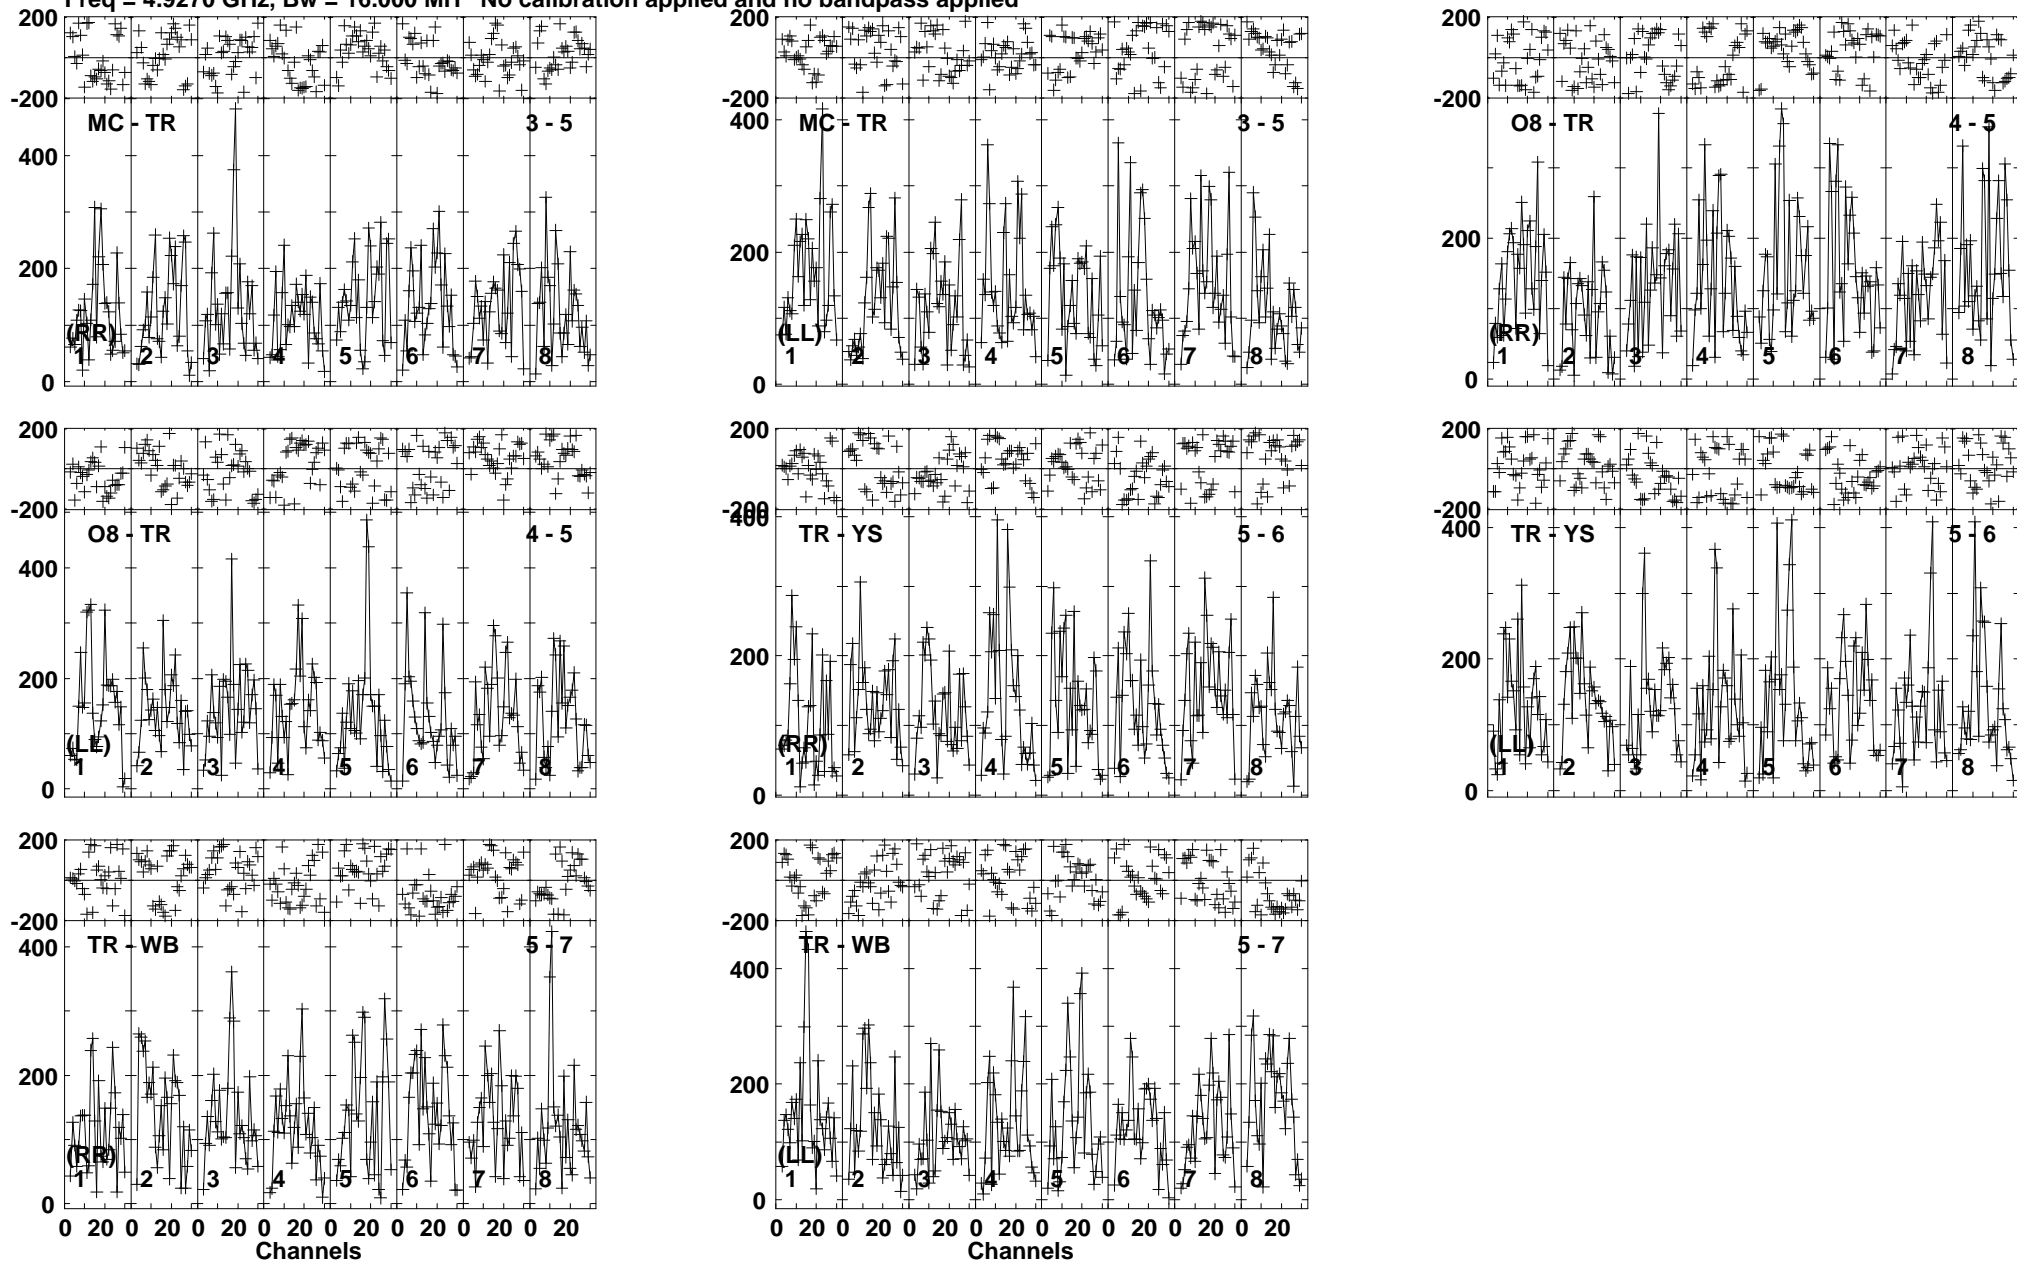 Freq = 4.9270 GHz, Bw = 16.000 MH No calibration applied and no bandpass applied
200 200 200
-200 -200 -200
MC - TR 3 - 5 MC - TR 3 - 5 O8 - TR 4 - 5
400 400
200 200 200
(RR) (LL) (RR)
1 2 3 4 5 6 7 8 1 2 3 4 5 6 7 8 1 2 3 4 5 6 7 8
0 0 0
200 200 200
-200 -200 -200
O8 - TR 4 - 5 TR - YS 5 - 6 TR - YS 5 - 6
400 400 400
200 200 200
(LL) (RR) (LL)
1 2 3 4 5 6 7 8 1 2 3 4 5 6 7 8 1 2 3 4 5 6 7 8
0 0 0
200 200
-200 -200
TR - WB 5 - 7 TR - WB 5 - 7
400 400
200 200
(RR) (LL)
1 2 3 4 5 6 7 8 1 2 3 4 5 6 7 8
0 0
0 20 0 20 0 20 0 20 0 20 0 20 0 20 0 20 0 20 0 20 0 20 0 20 0 20 0 20 0 20 0 20
Channels Channels